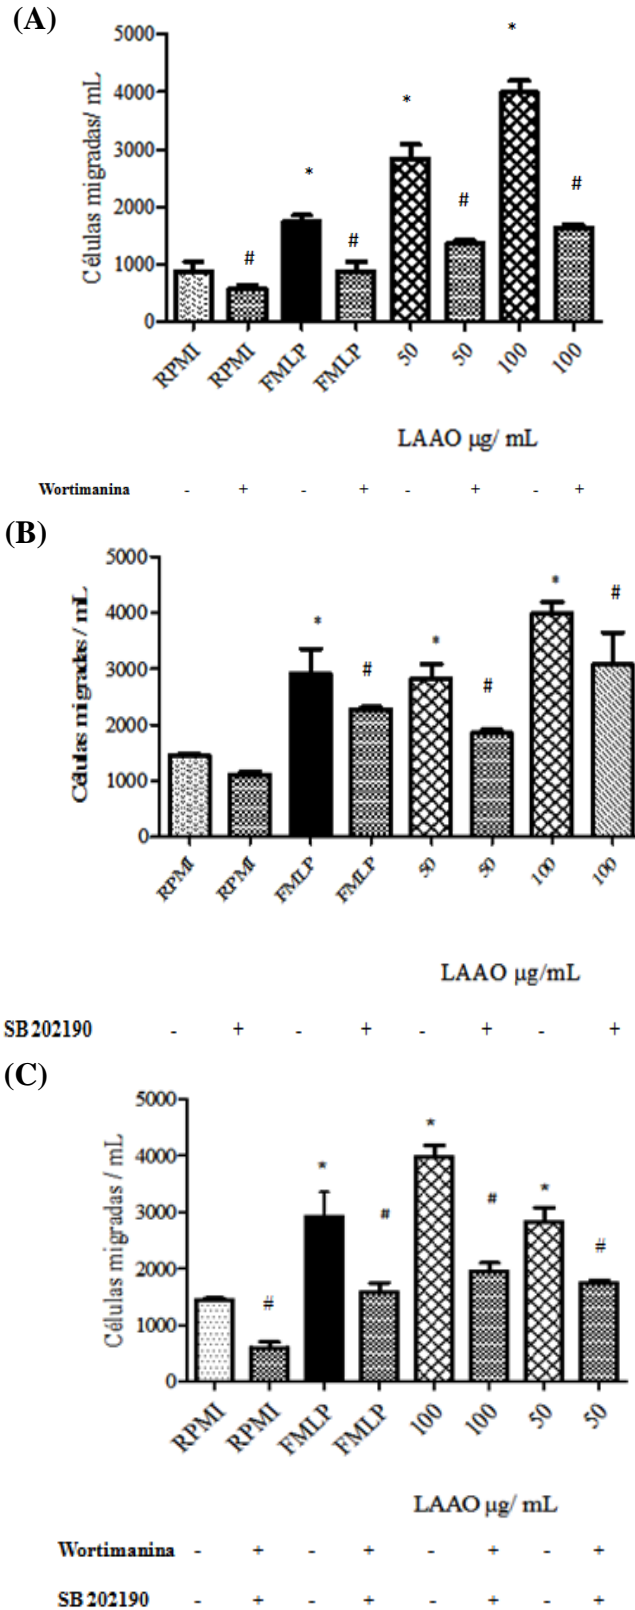 (A)
5000
4000
3000
2000
1000
0
Células migradas/ mL
* * * # # # #
RPMI RPMI FMLP FMLP 50 50 100 100
LAAO µg/ mL
Wortimanina - + - + - + - +
(B)
5000
4000
3000
2000
1000
0
Células migradas / mL
* * * # # #
RPMI RPMI FMLP FMLP 50 50 100 100
LAAO µg/mL
SB 202190 - + - + - + - +
(C)
5000
4000
3000
2000
1000
0
Células migradas / mL
* * * # # # #
RPMI RPMI FMLP FMLP 100 100 50 50
LAAO µg/ mL
Wortimanina - + - + - + - +
SB 202190 - + - + - + - +